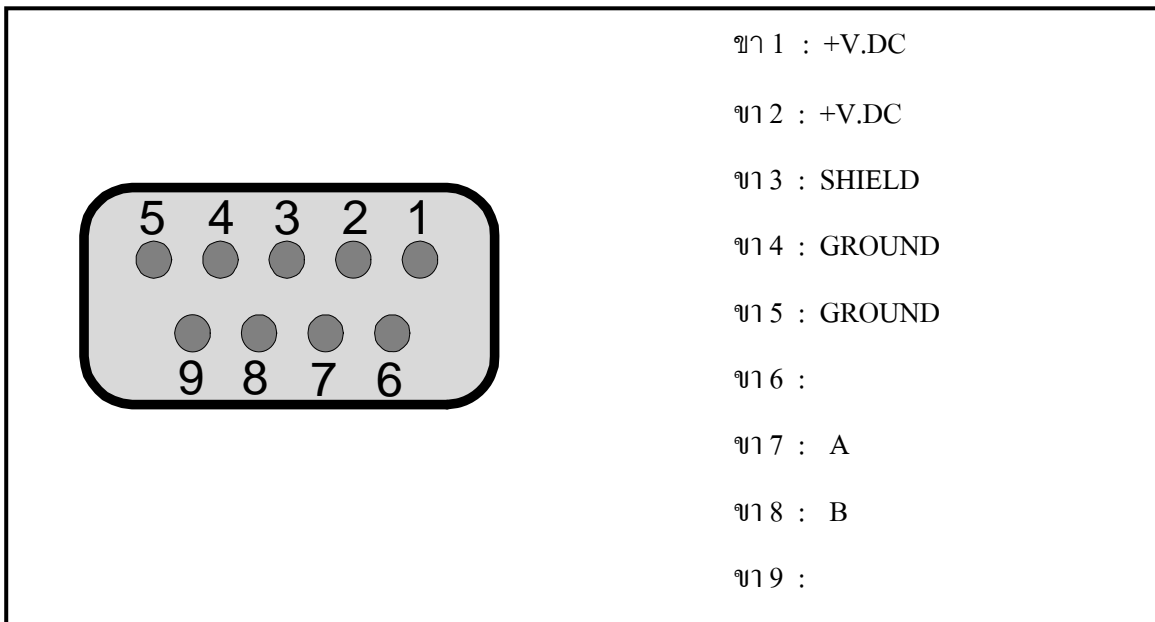 ขา 1 : +V.DC
ขา 2 : +V.DC
ขา 3 : SHIELD
5 4 3 2 1
ขา 4 : GROUND
ขา 5 : GROUND
9 8 7 6
ขา 6 :
ขา 7 : A
ขา 8 : B
ขา 9 :